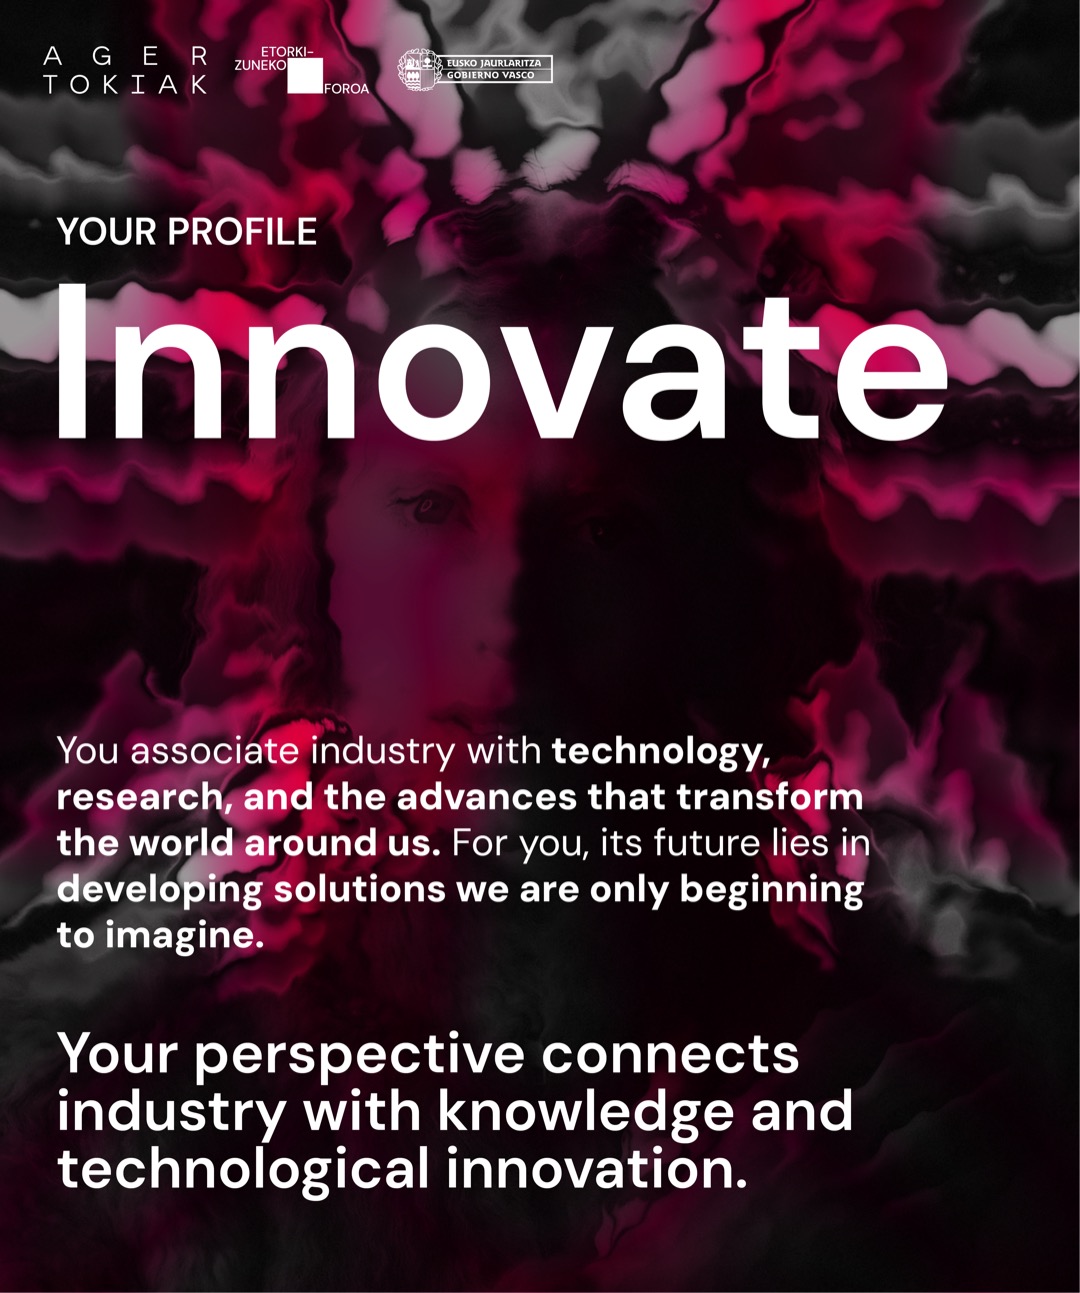 AGER
TOKIAK
ETORKI-
ZUNEKO
FOROA
EUSKO JAURLARITZA
GOBIERNO VASCO
YOUR PROFILE
Innovate
You associate industry with technology,
research, and the advances that transform
the world around us. For you, its future lies in
developing solutions we are only beginning
to imagine.
Your perspective connects
industry with knowledge and
technological innovation.